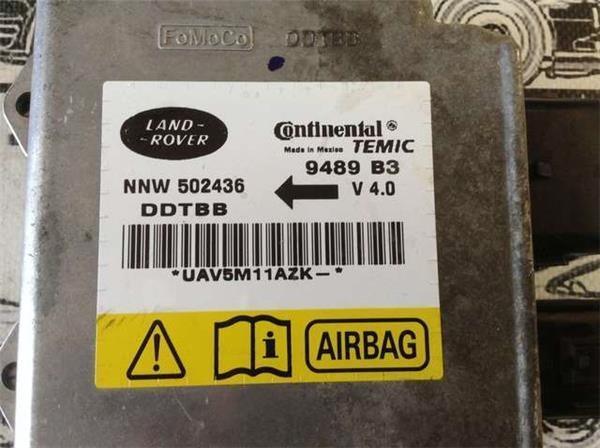 FoMoCo DDTBB
LAND-
-ROVER
Continental
Made in Mexico TEMIC
9489 B3
NNW 502436 V 4.0
DDTBB
*UAV5M11AZK-*
AIRBAG